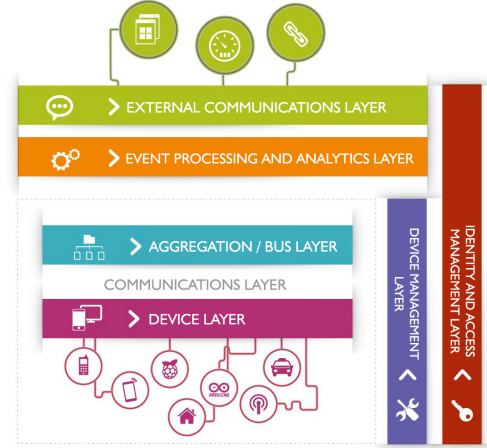 EXTERNAL COMMUNICATIONS LAYER
EVENT PROCESSING AND ANALYTICS LAYER
AGGREGATION / BUS LAYER
COMMUNICATIONS LAYER
DEVICE LAYER
ARDUINO
DEVICE MANAGEMENT
LAYER
IDENTITY AND ACCESS
MANAGEMENT LAYER